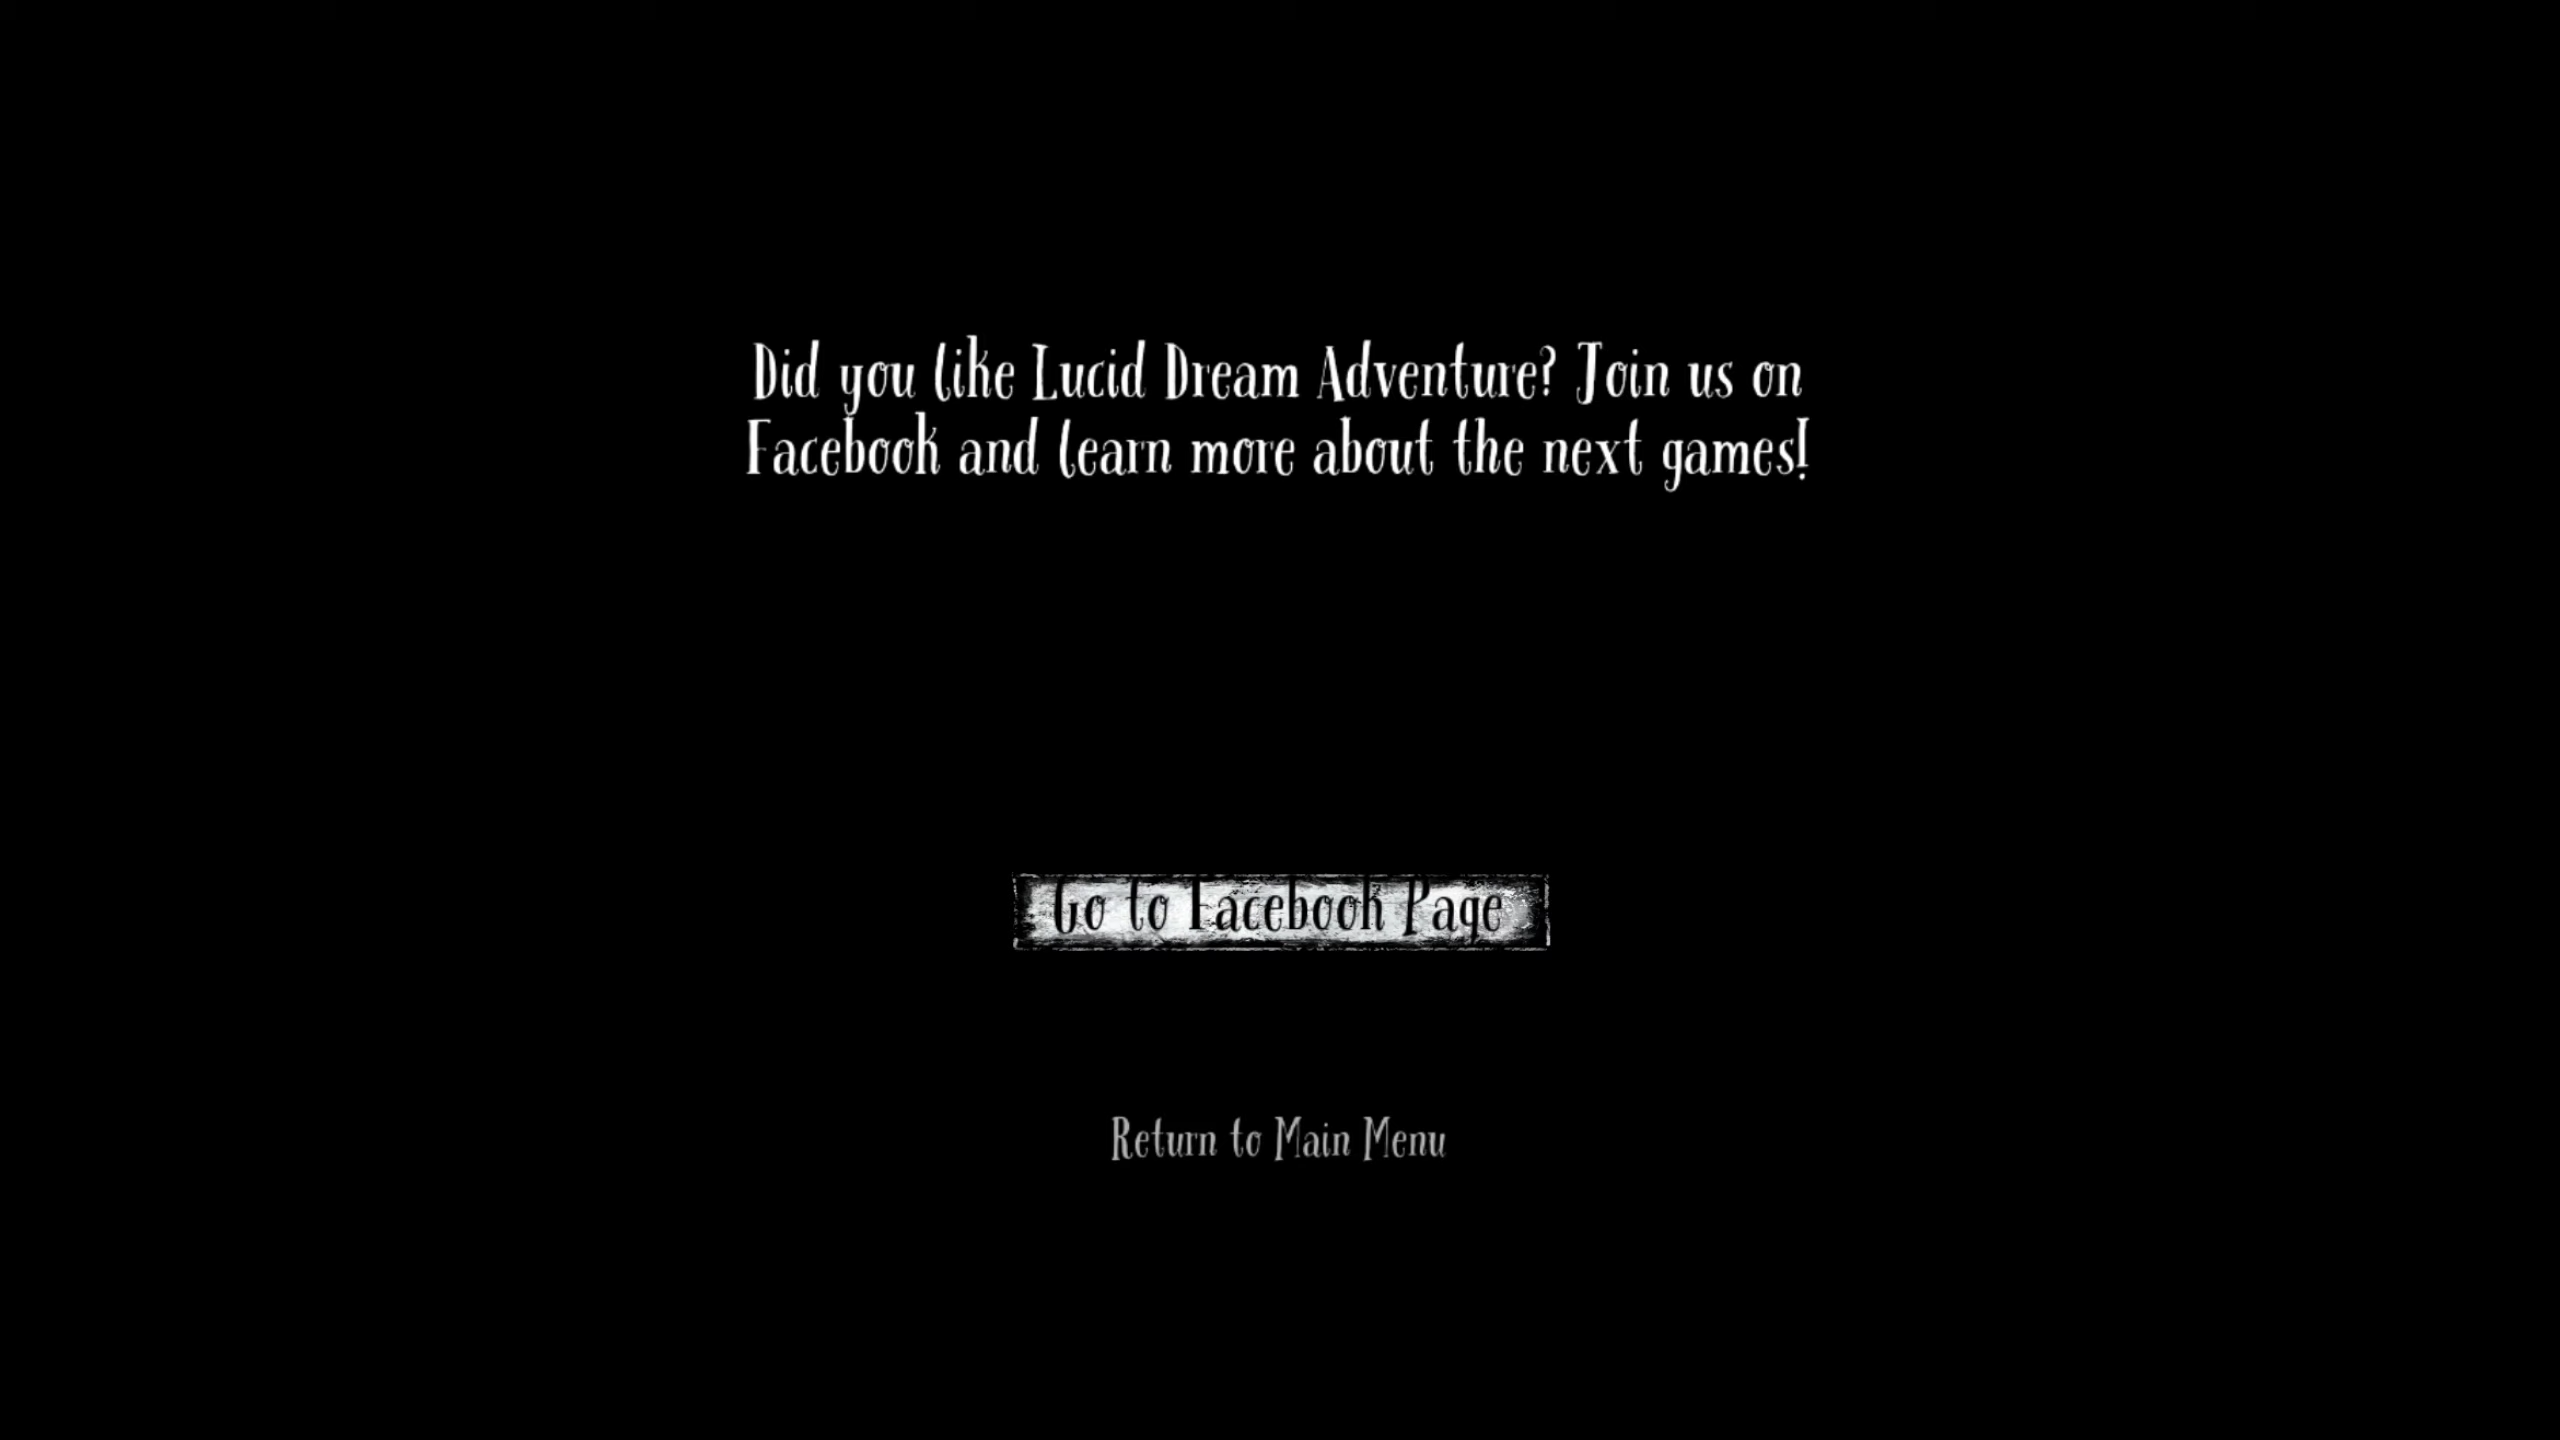 Did you like Lucid Dream Adventure? Join us on
Facebook and learn more about the next games!
Go to Facebook Page
Return to Main Menu